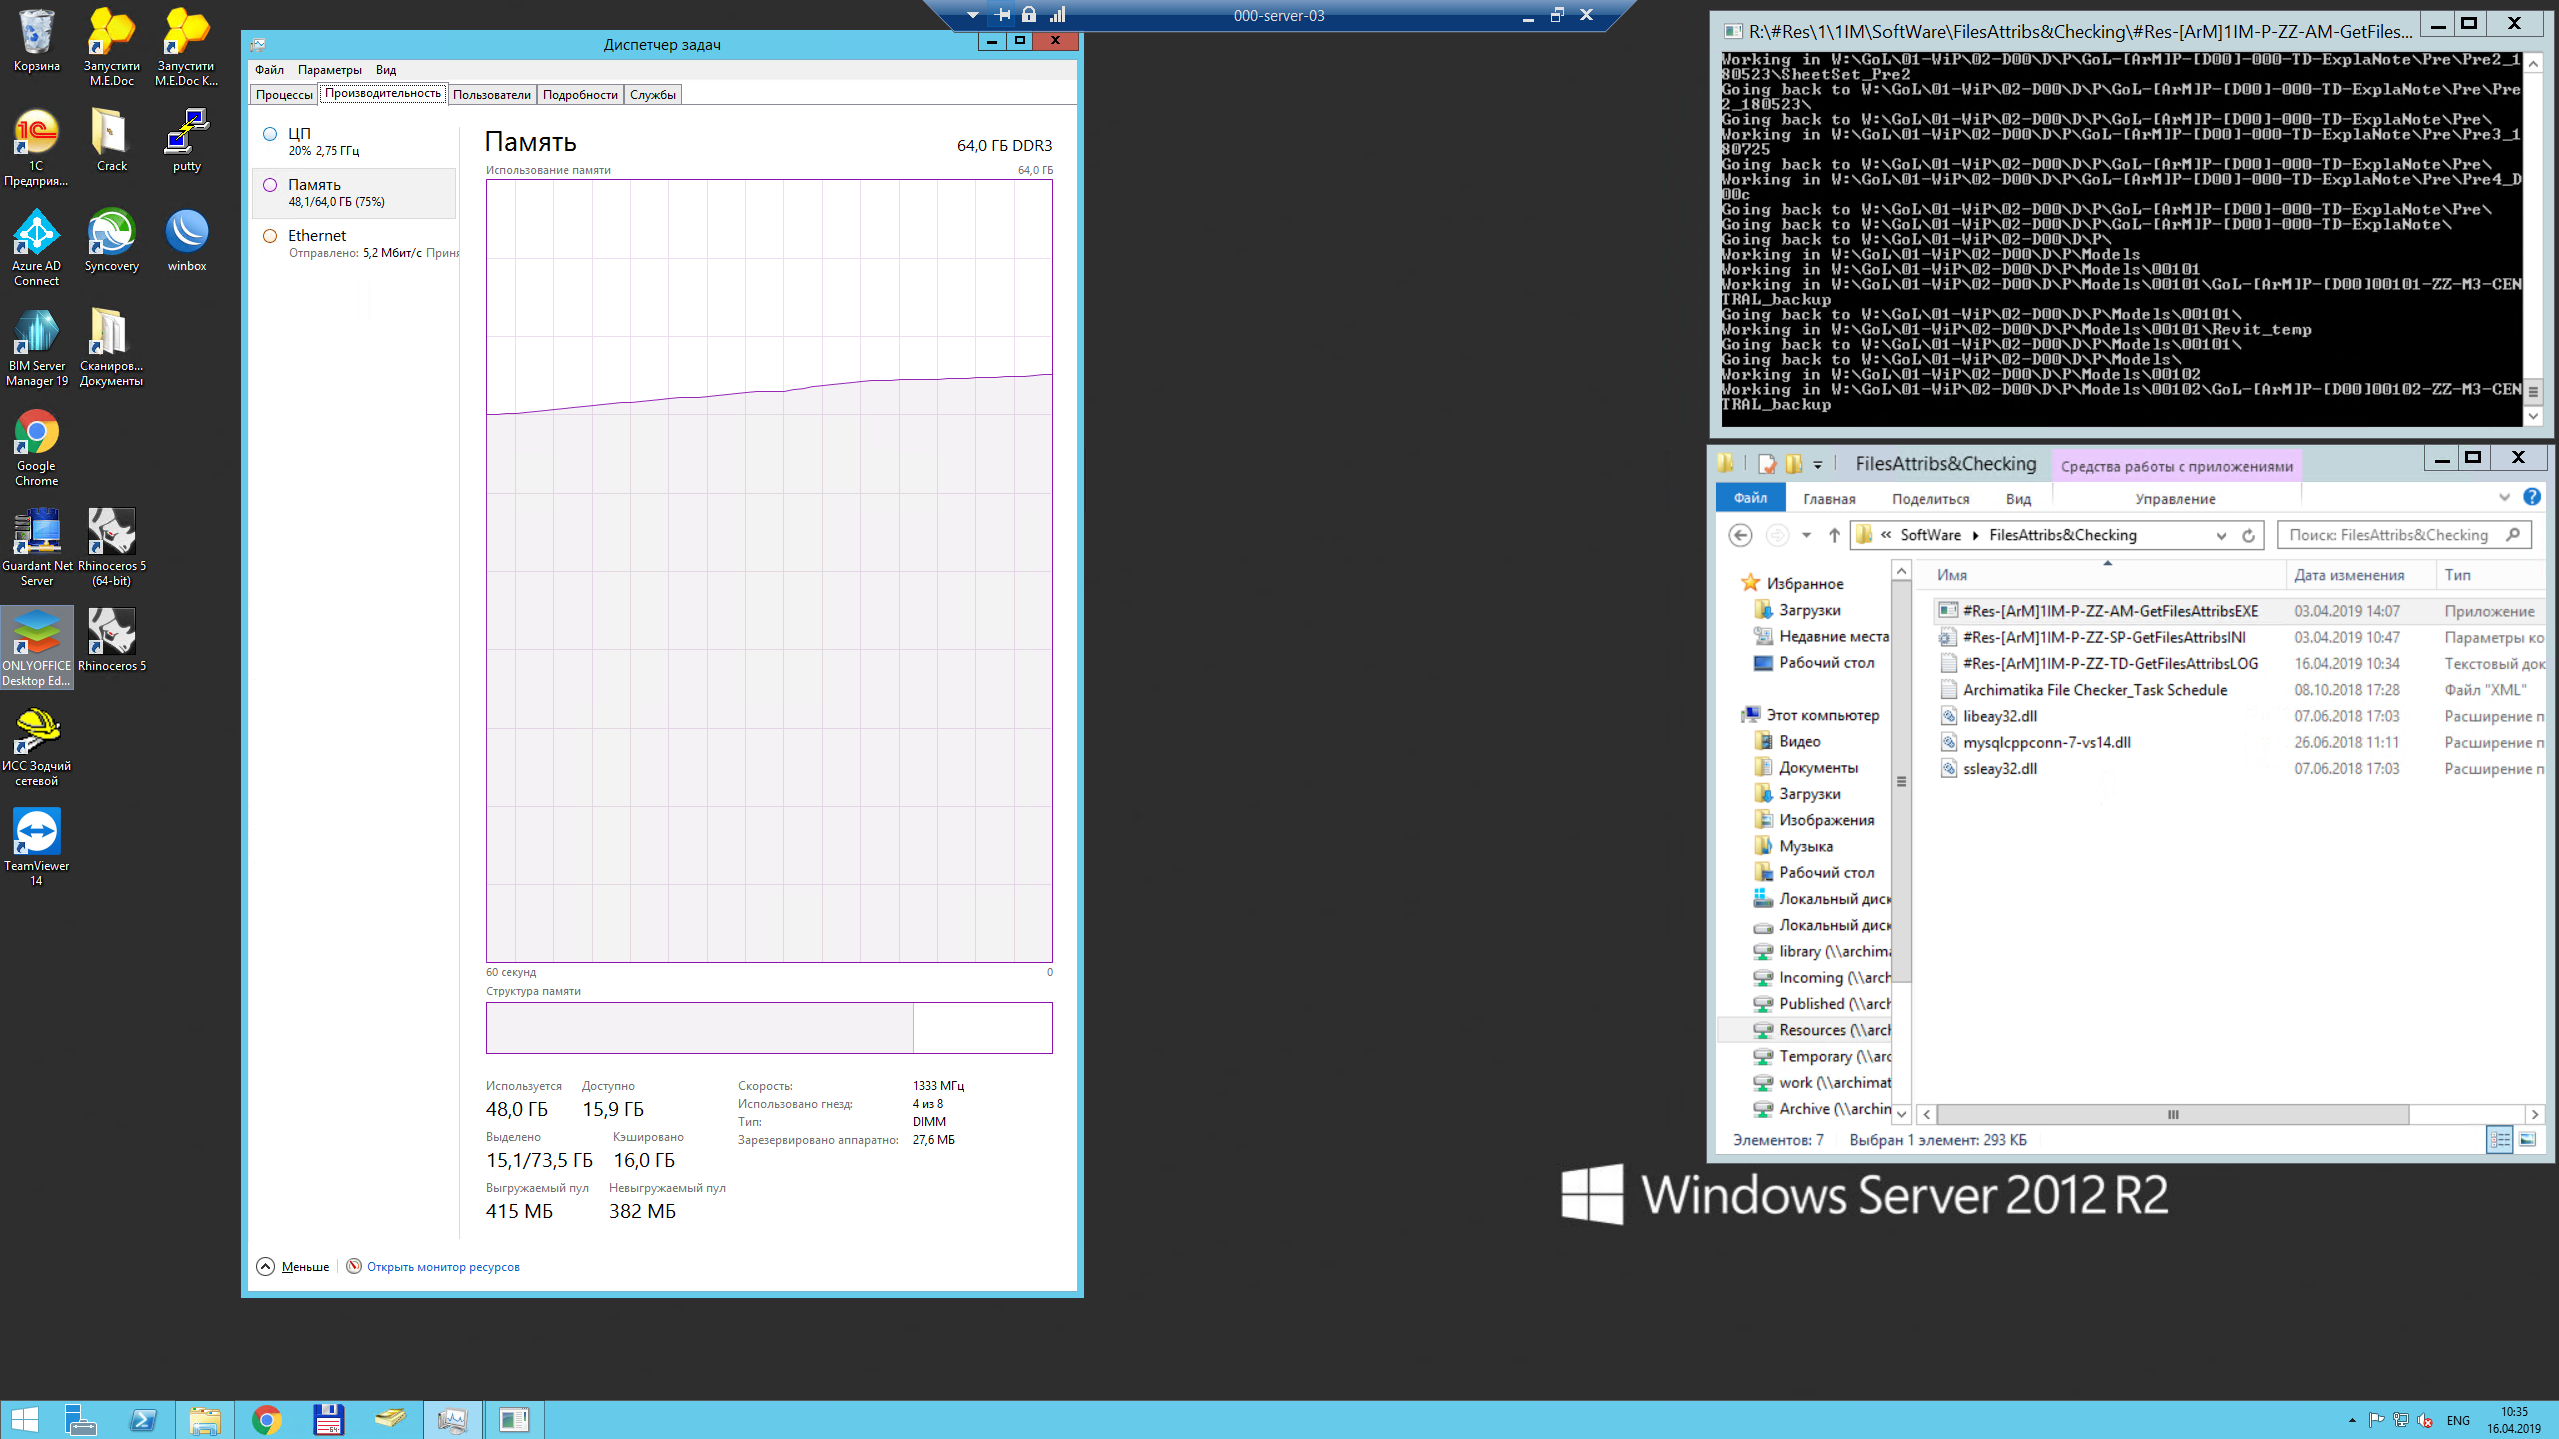 000-server-03
Корзина
Запустити M.E.Doc
Запустити M.E.Doc K...
1С Предприя...
Crack
putty
Azure AD Connect
Syncovery
winbox
BIM Server Manager 19
Сканиров... Документы
Google Chrome
Guardant Net Server
Rhinoceros 5 (64-bit)
ONLYOFFICE Desktop Ed...
Rhinoceros 5
ИСС Зодчий сетевой
TeamViewer 14
Диспетчер задач
Файл Параметры Вид
Процессы Производительность Пользователи Подробности Службы
ЦП
20% 2,75 ГГц
Память
48,1/64,0 ГБ (75%)
Ethernet
Отправлено: 5,2 Мбит/с Приня
Память 64,0 ГБ DDR3
Использование памяти 64,0 ГБ
60 секунд 0
Структура памяти
Используется Доступно
48,0 ГБ 15,9 ГБ
Выделено Кэшировано
15,1/73,5 ГБ 16,0 ГБ
Выгружаемый пул Невыгружаемый пул
415 МБ 382 МБ
Скорость: 1333 МГц
Использовано гнезд: 4 из 8
Тип: DIMM
Зарезервировано аппаратно: 27,6 МБ
Меньше Открыть монитор ресурсов
R:\#Res\1\1IM\SoftWare\FilesAttribs&Checking\#Res-[ArM]1IM-P-ZZ-AM-GetFiles...
Working in W:\GoL\01-WiP\02-D00\D\P\GoL-[ArM]P-[D00]-000-TD-ExplaNote\Pre\Pre2_1
80523\SheetSet_Pre2
Going back to W:\GoL\01-WiP\02-D00\D\P\GoL-[ArM]P-[D00]-000-TD-ExplaNote\Pre\Pre
2_180523\
Going back to W:\GoL\01-WiP\02-D00\D\P\GoL-[ArM]P-[D00]-000-TD-ExplaNote\Pre\
Working in W:\GoL\01-WiP\02-D00\D\P\GoL-[ArM]P-[D00]-000-TD-ExplaNote\Pre\Pre3_1
80725
Going back to W:\GoL\01-WiP\02-D00\D\P\GoL-[ArM]P-[D00]-000-TD-ExplaNote\Pre\
Working in W:\GoL\01-WiP\02-D00\D\P\GoL-[ArM]P-[D00]-000-TD-ExplaNote\Pre\Pre4_D
00c
Going back to W:\GoL\01-WiP\02-D00\D\P\GoL-[ArM]P-[D00]-000-TD-ExplaNote\Pre\
Going back to W:\GoL\01-WiP\02-D00\D\P\GoL-[ArM]P-[D00]-000-TD-ExplaNote\
Going back to W:\GoL\01-WiP\02-D00\D\P\
Working in W:\GoL\01-WiP\02-D00\D\P\Models
Working in W:\GoL\01-WiP\02-D00\D\P\Models\00101
Working in W:\GoL\01-WiP\02-D00\D\P\Models\00101\GoL-[ArM]P-[D00]00101-ZZ-M3-CEN
TRAL_backup
Going back to W:\GoL\01-WiP\02-D00\D\P\Models\00101\
Working in W:\GoL\01-WiP\02-D00\D\P\Models\00101\Revit_temp
Going back to W:\GoL\01-WiP\02-D00\D\P\Models\00101\
Going back to W:\GoL\01-WiP\02-D00\D\P\Models\
Working in W:\GoL\01-WiP\02-D00\D\P\Models\00102
Working in W:\GoL\01-WiP\02-D00\D\P\Models\00102\GoL-[ArM]P-[D00]00102-ZZ-M3-CEN
TRAL_backup
FilesAttribs&Checking Средства работы с приложениями
Файл Главная Поделиться Вид Управление
« SoftWare FilesAttribs&Checking Поиск: FilesAttribs&Checking
Избранное
Загрузки
Недавние места
Рабочий стол
Этот компьютер
Видео
Документы
Загрузки
Изображения
Музыка
Рабочий стол
Локальный диск
Локальный диск
library (\\archima
Incoming (\\arch
Published (\\arch
Resources (\\arch
Temporary (\\arc
work (\\archimat
Archive (\\archin
Имя Дата изменения Тип
#Res-[ArM]1IM-P-ZZ-AM-GetFilesAttribsEXE 03.04.2019 14:07 Приложение
#Res-[ArM]1IM-P-ZZ-SP-GetFilesAttribsINI 03.04.2019 10:47 Параметры ко
#Res-[ArM]1IM-P-ZZ-TD-GetFilesAttribsLOG 16.04.2019 10:34 Текстовый док
Archimatika File Checker_Task Schedule 08.10.2018 17:28 Файл "XML"
libeay32.dll 07.06.2018 17:03 Расширение п
mysqlcppconn-7-vs14.dll 26.06.2018 11:11 Расширение п
ssleay32.dll 07.06.2018 17:03 Расширение п
Элементов: 7 Выбран 1 элемент: 293 КБ
Windows Server 2012 R2
ENG 10:35
16.04.2019